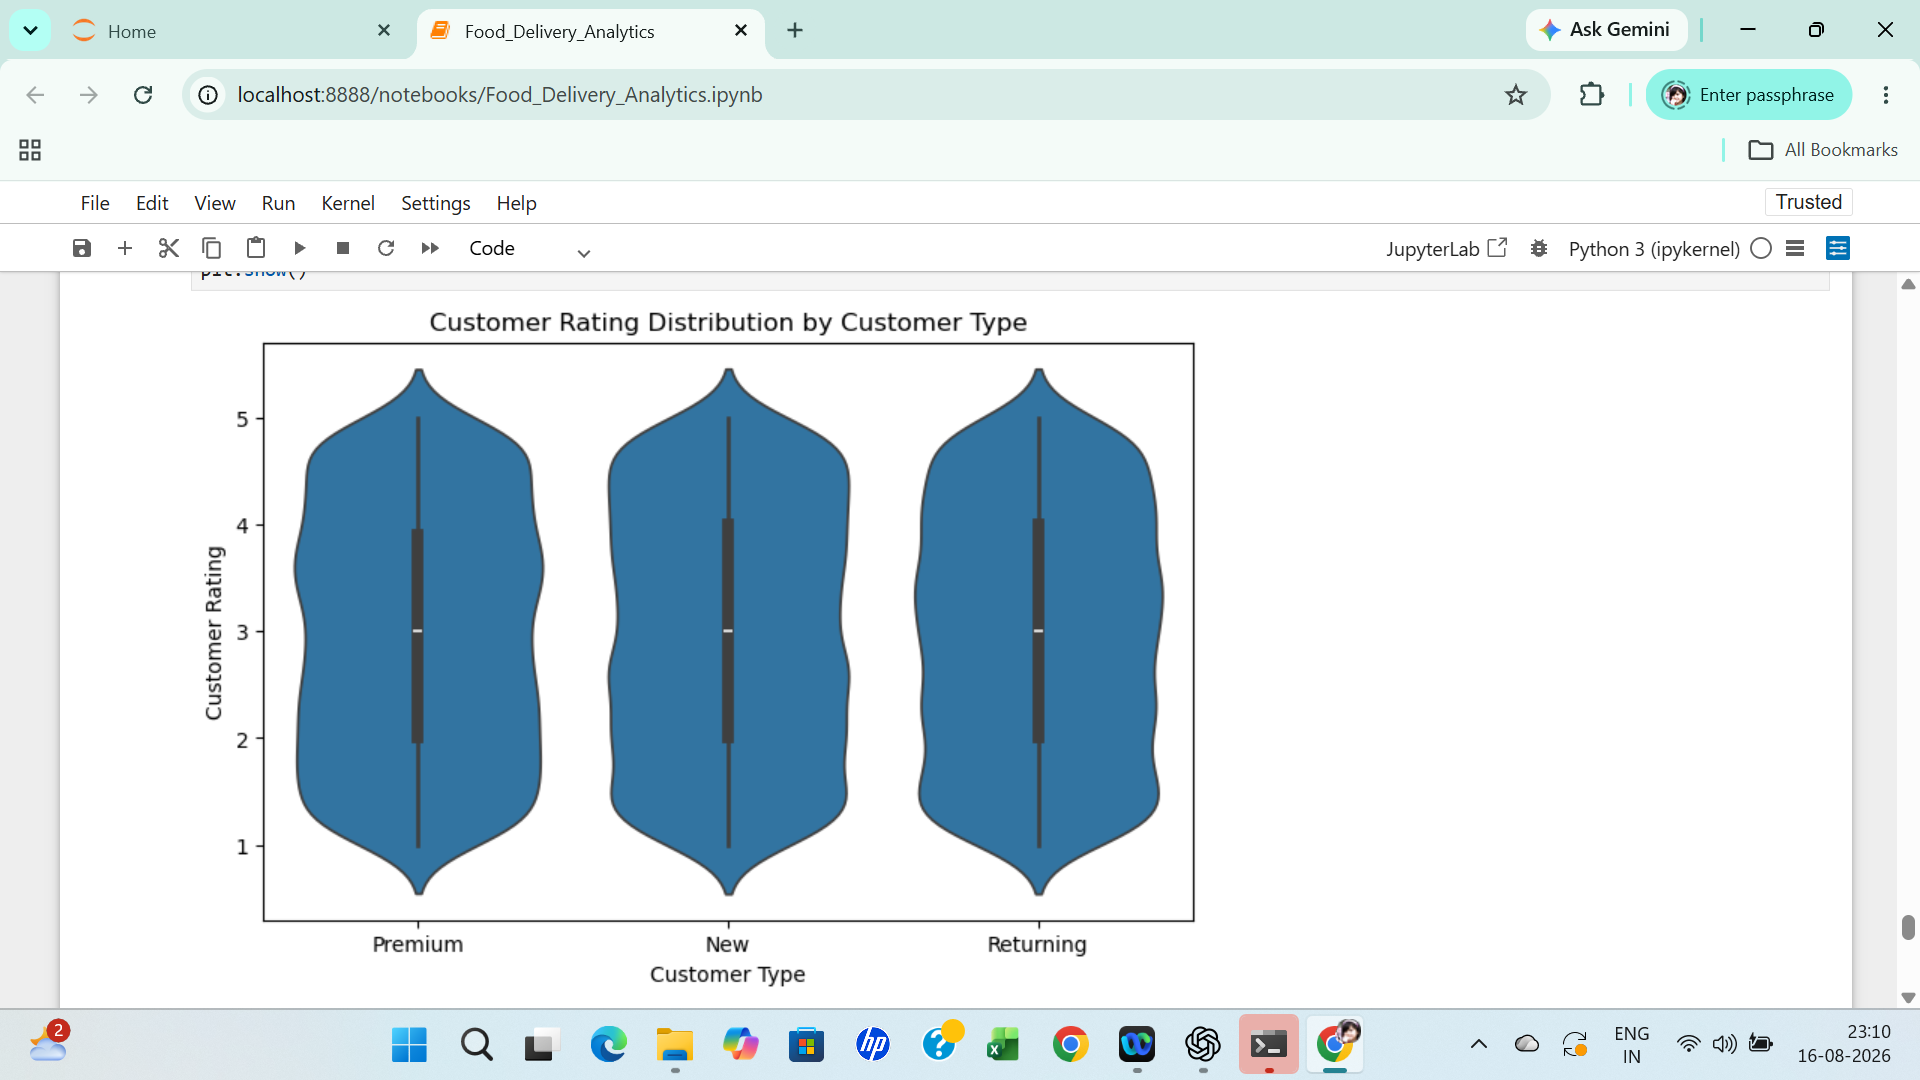 Home
Food_Delivery_Analytics
Ask Gemini
localhost:8888/notebooks/Food_Delivery_Analytics.ipynb
Enter passphrase
All Bookmarks
File Edit View Run Kernel Settings Help
Trusted
Code
JupyterLab
Python 3 (ipykernel)
plt.show()
Customer Rating Distribution by Customer Type
5
4
3
2
1
Customer Rating
Premium New Returning
Customer Type
2
ENG
IN
23:10
16-08-2026